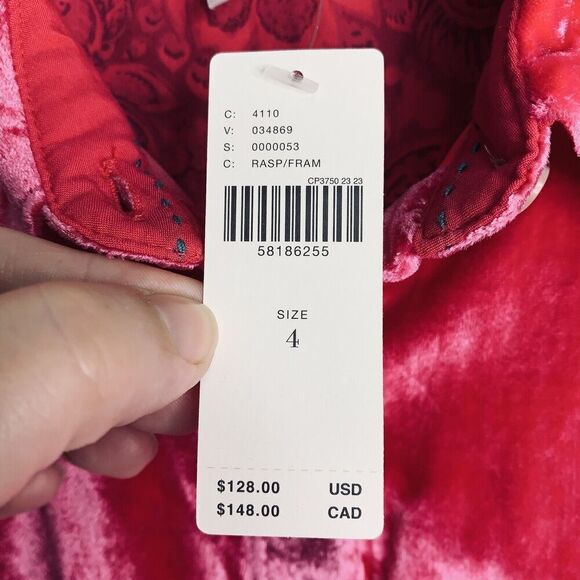 C: 4110
V: 034869
S: 0000053
C: RASP/FRAM
CP3750 23 23
58186255
SIZE
4
$128.00 USD
$148.00 CAD